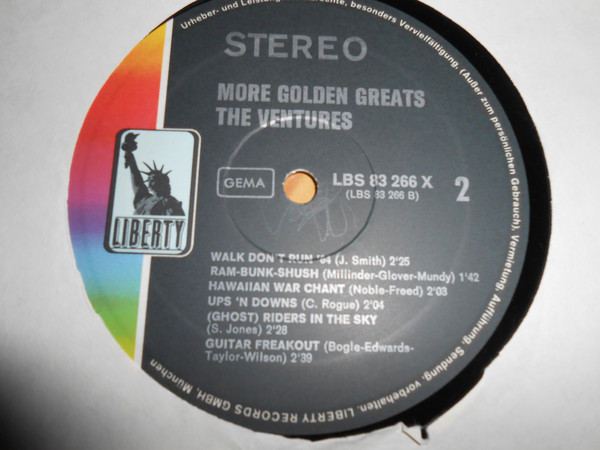 Urheber- und Leistungsschutzrechte, besonders Vervielfältigung, (Außer zum persönlichen Gebrauch), Vermietung, Aufführung, Sendung, vorbehalten. LIBERTY RECORDS GMBH, München
STEREO
MORE GOLDEN GREATS
THE VENTURES
GEMA
LBS 83 266 X
(LBS 83 266 B)
2
LIBERTY
WALK DON'T RUN '64 (J. Smith) 2'25
RAM-BUNK-SHUSH (Millinder-Glover-Mundy) 1'42
HAWAIIAN WAR CHANT (Noble-Freed) 2'03
UPS 'N DOWNS (C. Rogue) 2'04
(GHOST) RIDERS IN THE SKY
(S. Jones) 2'28
GUITAR FREAKOUT (Bogle-Edwards-
Taylor-Wilson) 2'39